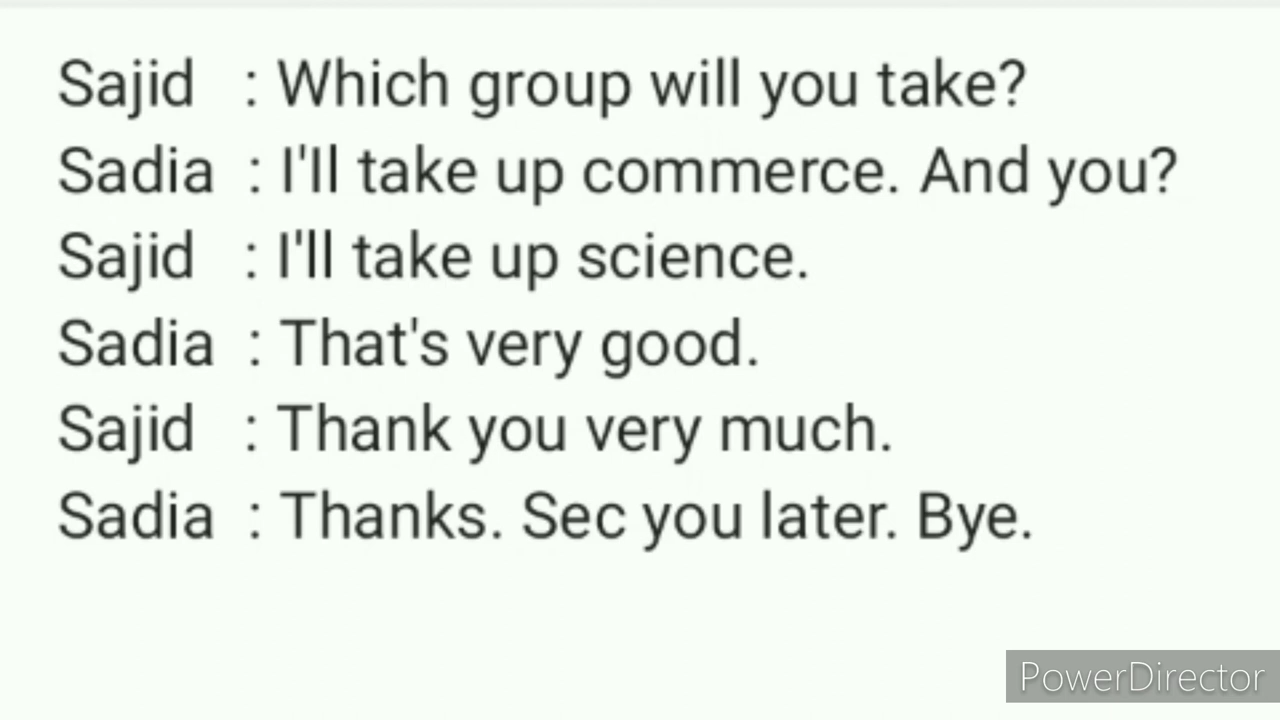 Sajid : Which group will you take?
Sadia : I'Il take up commerce. And you?
Sajid : I'll take up science.
Sadia : That's very good.
Sajid : Thank you very much.
Sadia : Thanks. Sec you later. Bye.
PowerDirector